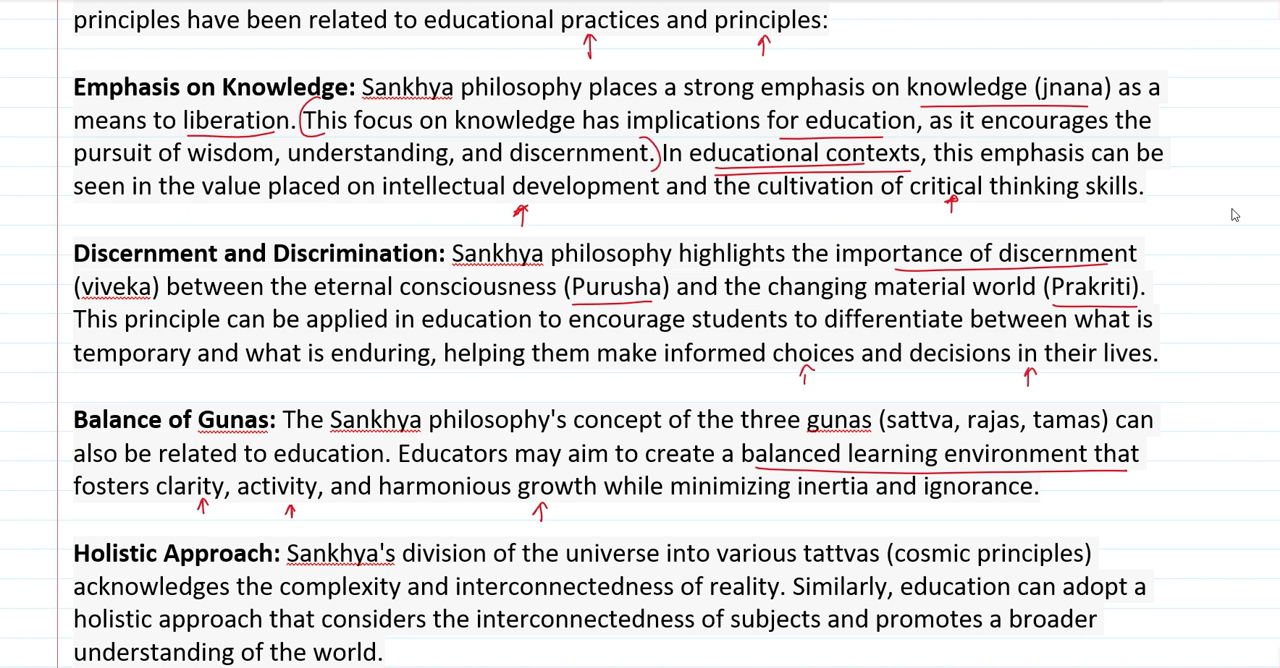 principles have been related to educational practices and principles:
Emphasis on Knowledge: Sankhya philosophy places a strong emphasis on knowledge (jnana) as a
means to liberation. This focus on knowledge has implications for education, as it encourages the
pursuit of wisdom, understanding, and discernment. In educational contexts, this emphasis can be
seen in the value placed on intellectual development and the cultivation of critical thinking skills.
Discernment and Discrimination: Sankhya philosophy highlights the importance of discernment
(viveka) between the eternal consciousness (Purusha) and the changing material world (Prakriti).
This principle can be applied in education to encourage students to differentiate between what is
temporary and what is enduring, helping them make informed choices and decisions in their lives.
Balance of Gunas: The Sankhya philosophy's concept of the three gunas (sattva, rajas, tamas) can
also be related to education. Educators may aim to create a balanced learning environment that
fosters clarity, activity, and harmonious growth while minimizing inertia and ignorance.
Holistic Approach: Sankhya's division of the universe into various tattvas (cosmic principles)
acknowledges the complexity and interconnectedness of reality. Similarly, education can adopt a
holistic approach that considers the interconnectedness of subjects and promotes a broader
understanding of the world.